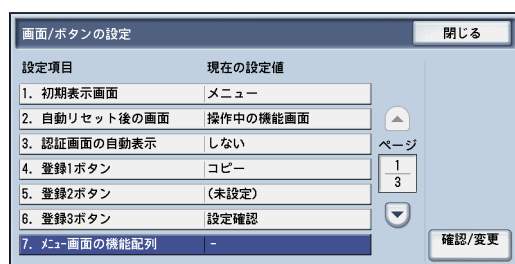 画面/ボタンの設定 閉じる
設定項目 現在の設定値
1. 初期表示画面 メニュー
2. 自動リセット後の画面 操作中の機能画面
3. 認証画面の自動表示 しない
ページ
4. 登録1ボタン コピー
1
3
5. 登録2ボタン (未設定)
6. 登録3ボタン 設定確認
7. メニュー画面の機能配列 -
確認/変更